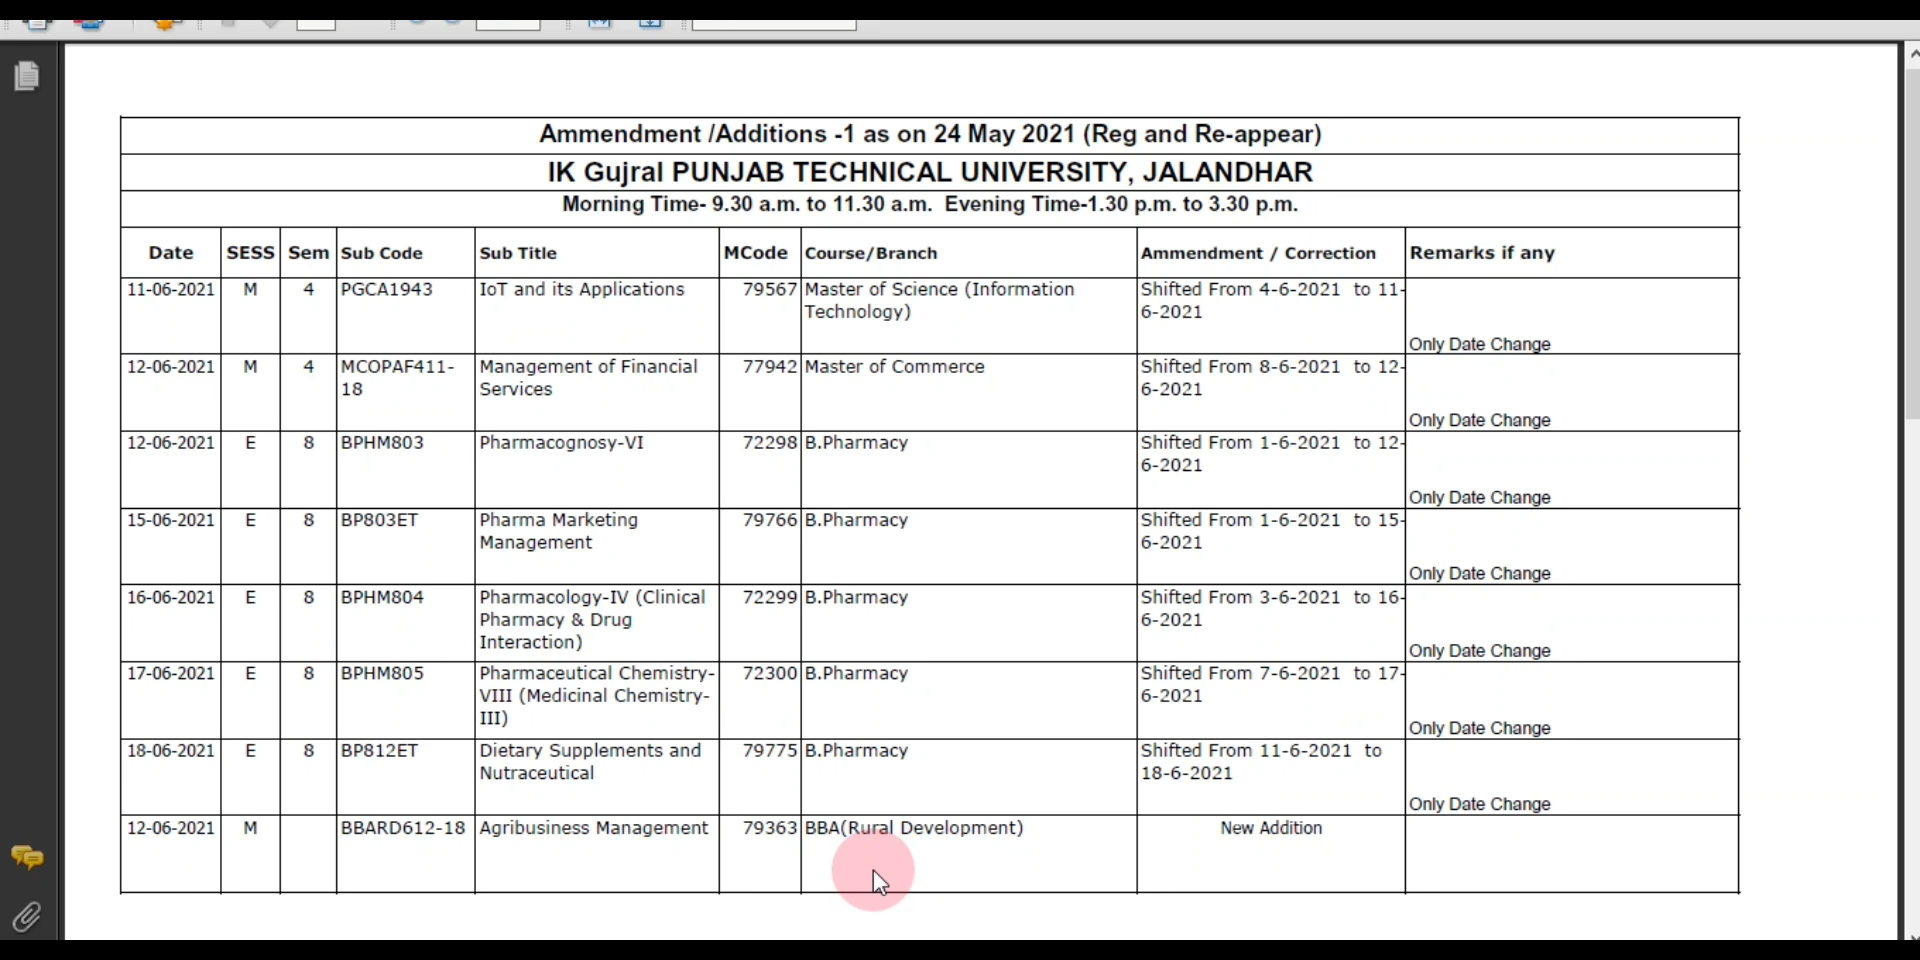 Ammendment /Additions -1 as on 24 May 2021 (Reg and Re-appear)
IK Gujral PUNJAB TECHNICAL UNIVERSITY, JALANDHAR
Morning Time- 9.30 a.m. to 11.30 a.m.  Evening Time-1.30 p.m. to 3.30 p.m.
Date SESS Sem Sub Code Sub Title MCode Course/Branch Ammendment / Correction Remarks if any
11-06-2021 M 4 PGCA1943 IoT and its Applications 79567 Master of Science (Information Shifted From 4-6-2021  to 11-
Technology) 6-2021
Only Date Change
12-06-2021 M 4 MCOPAF411- Management of Financial 77942 Master of Commerce Shifted From 8-6-2021  to 12-
18 Services 6-2021
Only Date Change
12-06-2021 E 8 BPHM803 Pharmacognosy-VI 72298 B.Pharmacy Shifted From 1-6-2021  to 12-
6-2021
Only Date Change
15-06-2021 E 8 BP803ET Pharma Marketing 79766 B.Pharmacy Shifted From 1-6-2021  to 15-
Management 6-2021
Only Date Change
16-06-2021 E 8 BPHM804 Pharmacology-IV (Clinical 72299 B.Pharmacy Shifted From 3-6-2021  to 16-
Pharmacy & Drug 6-2021
Interaction)
Only Date Change
17-06-2021 E 8 BPHM805 Pharmaceutical Chemistry- 72300 B.Pharmacy Shifted From 7-6-2021  to 17-
VIII (Medicinal Chemistry- 6-2021
III)
Only Date Change
18-06-2021 E 8 BP812ET Dietary Supplements and 79775 B.Pharmacy Shifted From 11-6-2021  to
Nutraceutical 18-6-2021
Only Date Change
12-06-2021 M BBARD612-18 Agribusiness Management 79363 BBA(Rural Development) New Addition